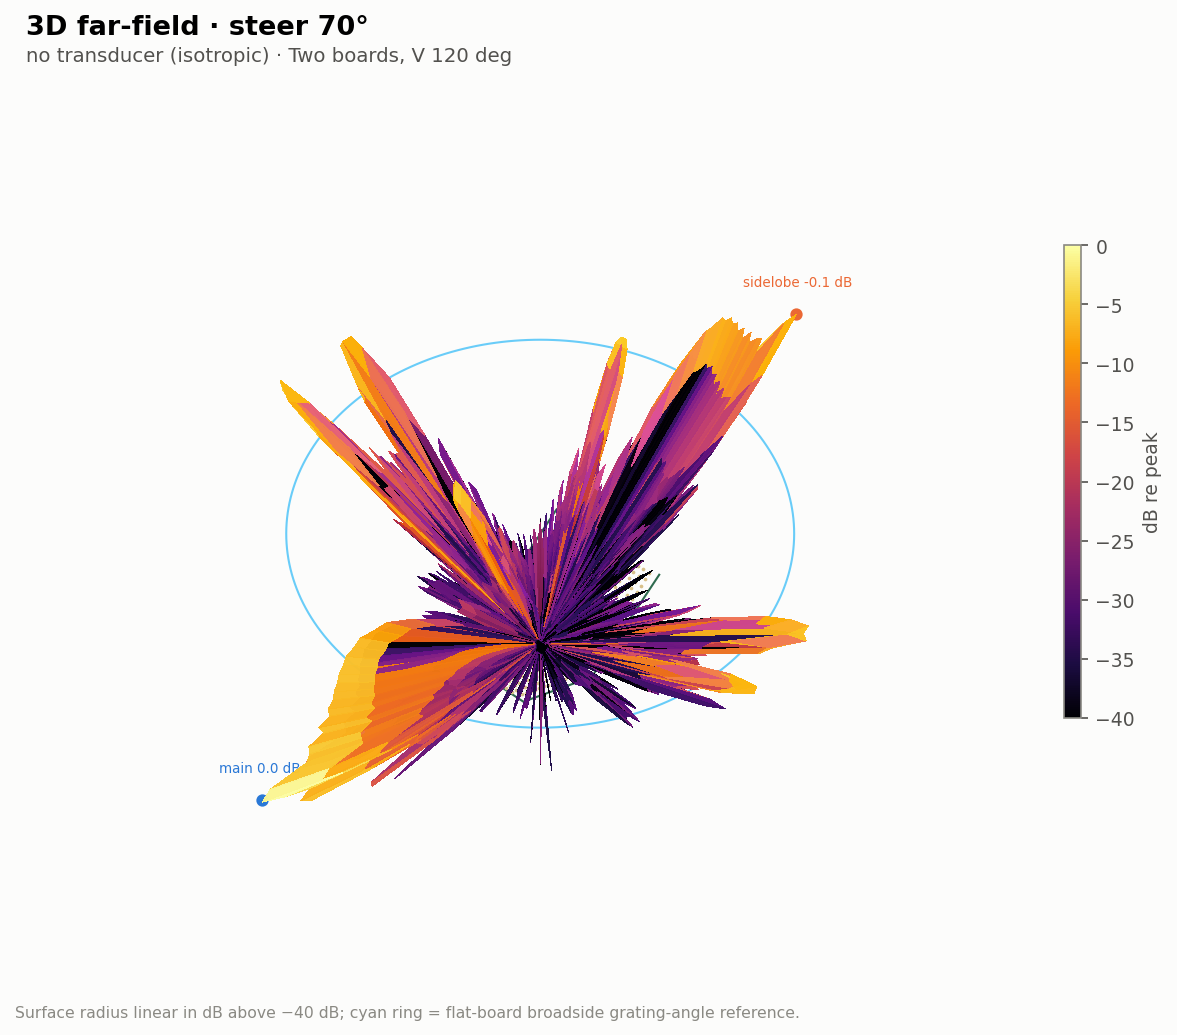 3D far-field · steer 70°
no transducer (isotropic) · Two boards, V 120 deg
sidelobe -0.1 dB
main 0.0 dB
0
−5
−10
−15
−20
−25
−30
−35
−40
dB re peak
Surface radius linear in dB above −40 dB; cyan ring = flat-board broadside grating-angle reference.